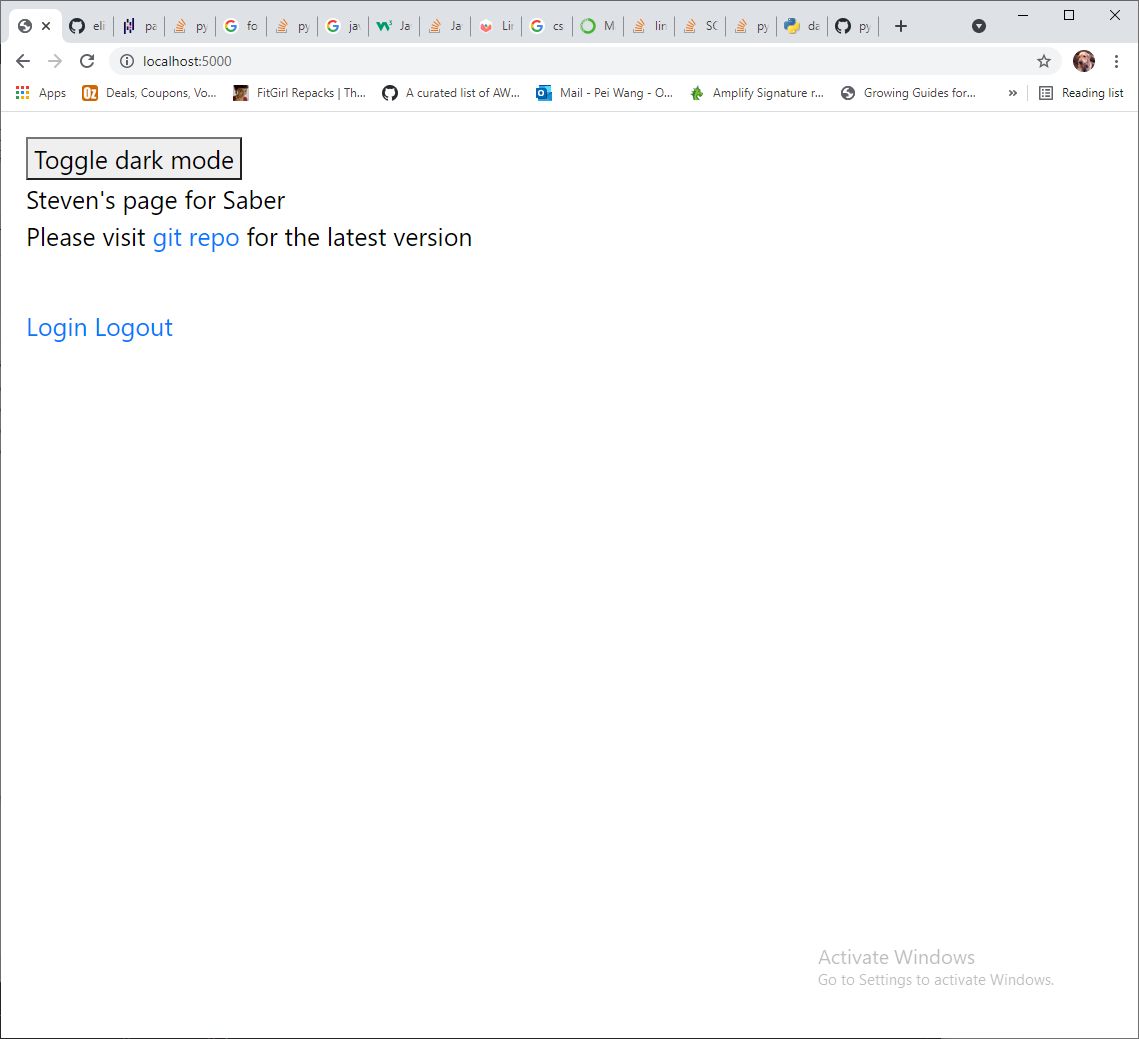 eli pa py fo py jav Ja Ja Lir cs M lin SC py da py
localhost:5000
Apps Deals, Coupons, Vo... FitGirl Repacks | Th... A curated list of AW... Mail - Pei Wang - O... Amplify Signature r... Growing Guides for... » Reading list
Toggle dark mode
Steven's page for Saber
Please visit git repo for the latest version
Login Logout
Activate Windows
Go to Settings to activate Windows.